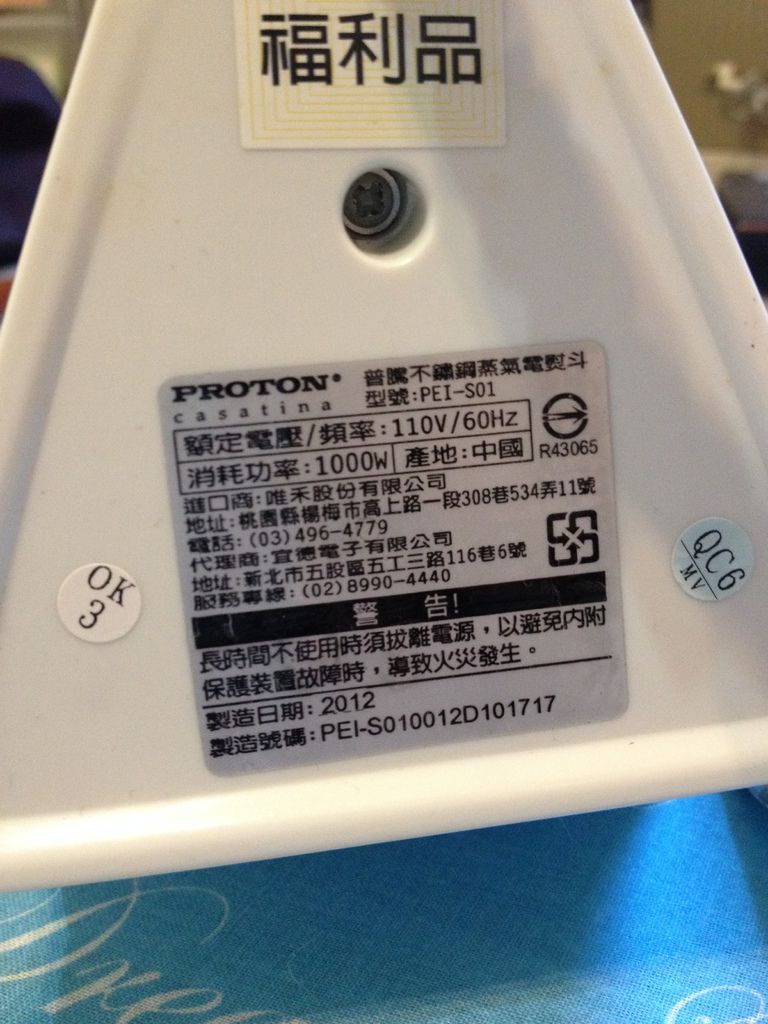 福利品
PROTON®
casatina
普騰不鏽鋼蒸氣電熨斗
型號:PEI-S01
額定電壓/頻率:110V/60Hz
消耗功率:1000W 產地:中國
R43065
進口商:唯禾股份有限公司
地址:桃園縣楊梅市高上路一段308巷534弄11號
電話:(03)496-4779
代理商:宜德電子有限公司
地址:新北市五股區五工三路116巷6號
服務專線:(02)8990-4440
警 告!
長時間不使用時須拔離電源，以避免內附
保護裝置故障時，導致火災發生。
製造日期:2012
製造號碼:PEI-S010012D101717
OK
3
QC6
MV